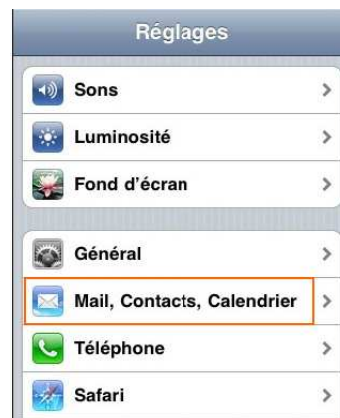 Réglages
Sons
Luminosité
Fond d'écran
Général
Mail, Contacts, Calendrier
Téléphone
Safari